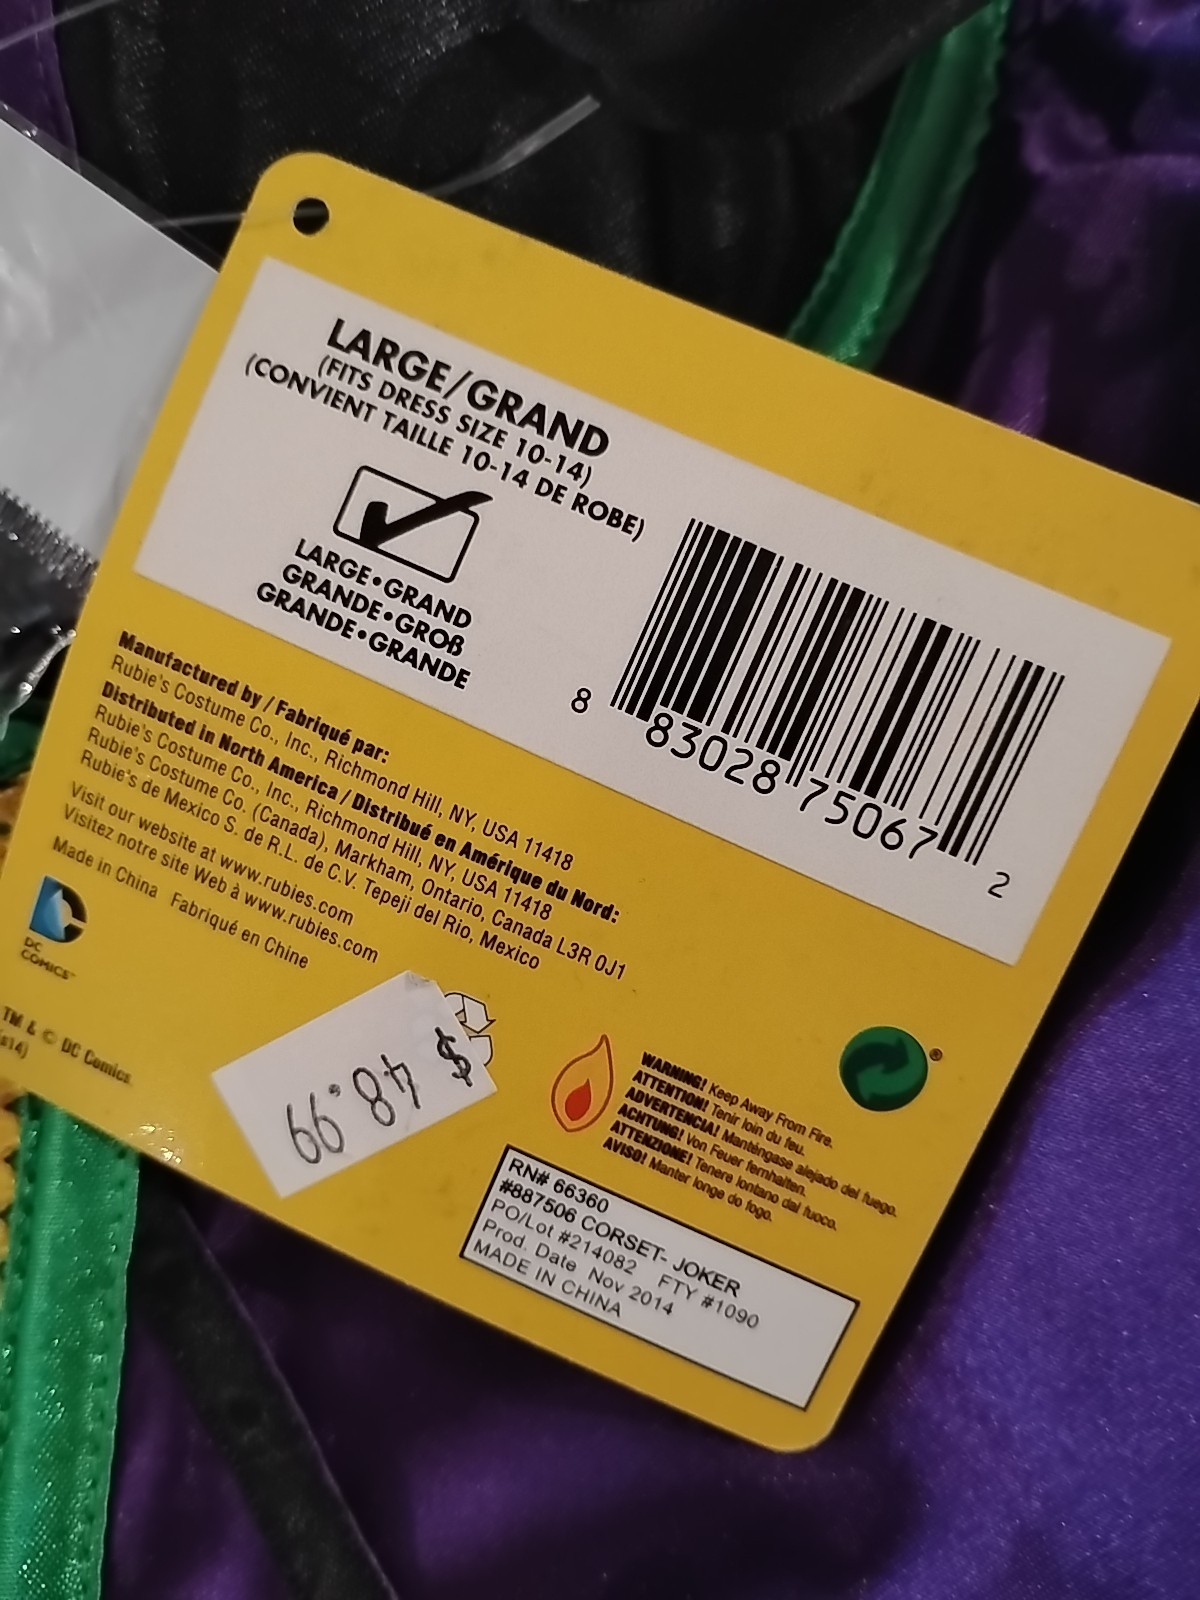 LARGE/GRAND
(FITS DRESS SIZE 10-14)
(CONVIENT TAILLE 10-14 DE ROBE)
LARGE•GRAND
GRANDE•GROß
GRANDE•GRANDE
8 83028 75067 2
Manufactured by / Fabriqué par:
Rubie's Costume Co., Inc., Richmond Hill, NY, USA 11418
Distributed in North America / Distribué en Amérique du Nord:
Rubie's Costume Co., Inc., Richmond Hill, NY, USA 11418
Rubie's Costume Co. (Canada), Markham, Ontario, Canada L3R 0J1
Rubie's de Mexico S. de R.L. de C.V. Tepeji del Rio, Mexico
Visit our website at www.rubies.com
Visitez notre site Web à www.rubies.com
Made in China Fabriqué en Chine
DC
COMICS™
TM & © DC Comics
(s14)
$ 48.99
WARNING! Keep Away From Fire.
ATTENTION! Tenir loin du feu.
ADVERTENCIA! Manténgase alejado del fuego.
ACHTUNG! Von Feuer fernhalten.
ATTENZIONE! Tenere lontano dal fuoco.
AVISO! Manter longe do fogo.
®
RN# 66360
#887506 CORSET- JOKER
PO/Lot #214082 FTY #1090
Prod. Date Nov 2014
MADE IN CHINA